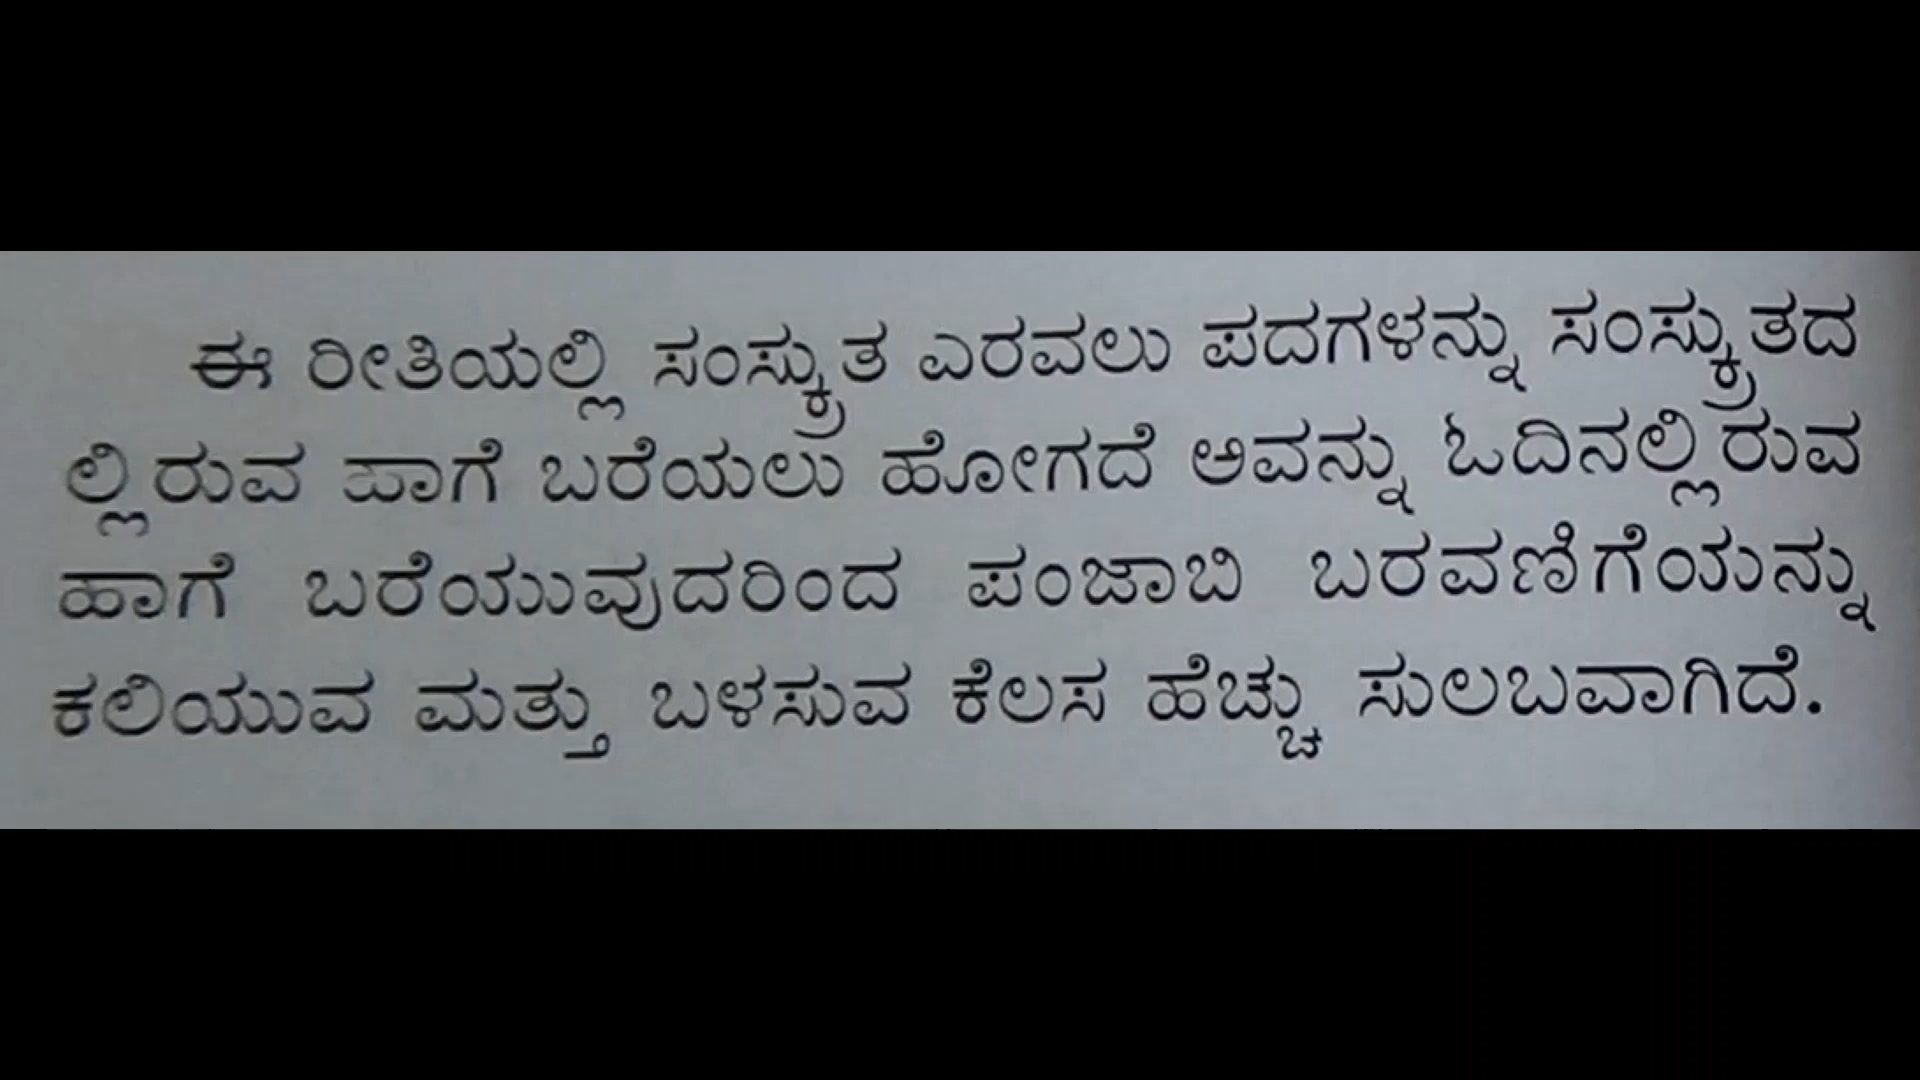 ಈ ರೀತಿಯಲ್ಲಿ ಸಂಸ್ಕ್ರುತ ಎರವಲು ಪದಗಳನ್ನು ಸಂಸ್ಕ್ರುತದ
ಲ್ಲಿರುವ ಹಾಗೆ ಬರೆಯಲು ಹೋಗದೆ ಅವನ್ನು ಓದಿನಲ್ಲಿರುವ
ಹಾಗೆ ಬರೆಯುವುದರಿಂದ ಪಂಜಾಬಿ ಬರವಣಿಗೆಯನ್ನು
ಕಲಿಯುವ ಮತ್ತು ಬಳಸುವ ಕೆಲಸ ಹೆಚ್ಚು ಸುಲಬವಾಗಿದೆ.